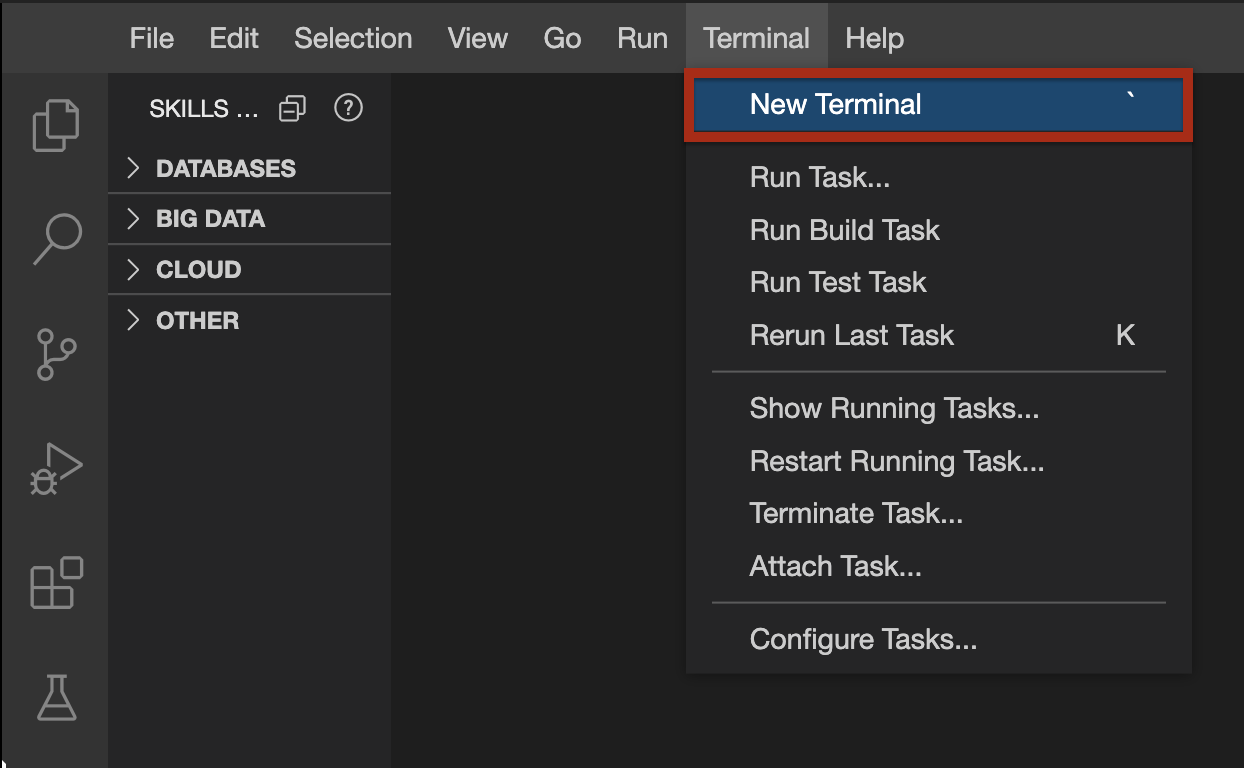 File Edit Selection View Go Run Terminal Help
SKILLS ... ?
DATABASES
BIG DATA
CLOUD
OTHER
New Terminal `
Run Task...
Run Build Task
Run Test Task
Rerun Last Task K
Show Running Tasks...
Restart Running Task...
Terminate Task...
Attach Task...
Configure Tasks...